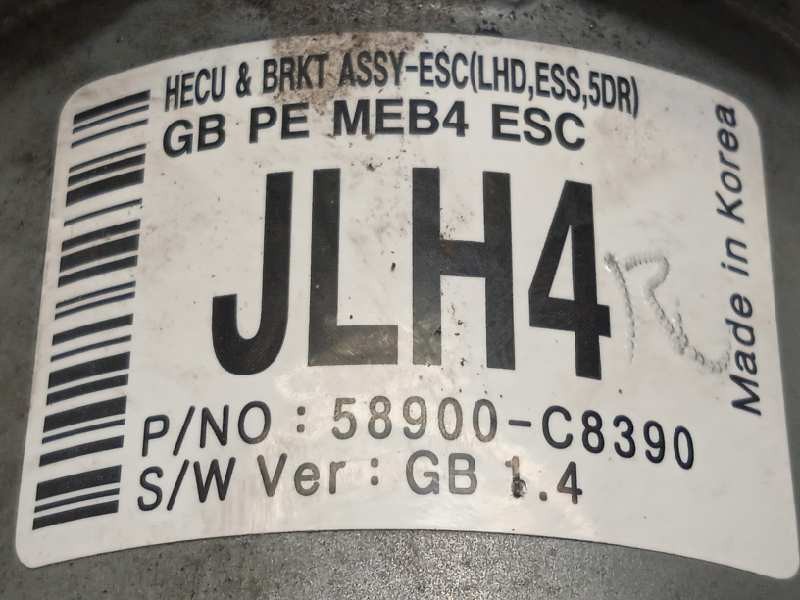 HECU & BRKT ASSY-ESC(LHD,ESS,5DR)
GB PE MEB4 ESC
JLH4
R
P/NO : 58900-C8390
S/W Ver : GB 1.4
Made in Korea